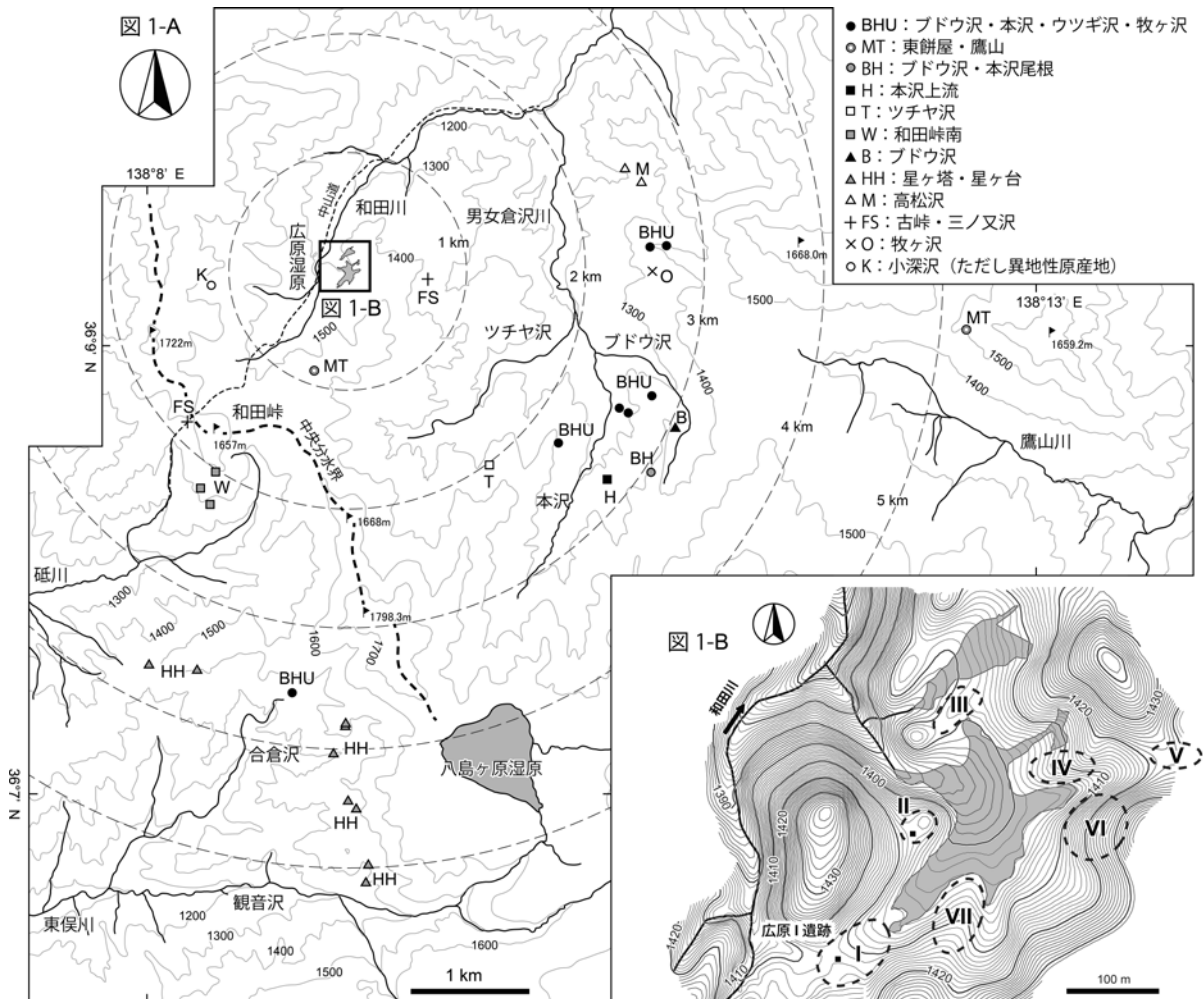 図 1-A
BHU：ブドウ沢・本沢・ウツギ沢・牧ヶ沢
MT：東餅屋・鷹山
BH：ブドウ沢・本沢尾根
H：本沢上流
T：ツチヤ沢
W：和田峠南
B：ブドウ沢
HH：星ヶ塔・星ヶ台
M：高松沢
FS：古峠・三ノ又沢
O：牧ヶ沢
K：小深沢（ただし異地性原産地）
138°8’ E
1200
1300
中山道
和田川
男女倉沢川
M
広原湿原
1 km
1400
BHU
1668.0m
K
FS
2 km
O
1500
138°13’ E
図 1-B
1300
3 km
MT
1500
ツチヤ沢
ブドウ沢
1500
1659.2m
36°9’ N
1722m
MT
1400
1400
BHU
FS
和田峠
B
4 km
1657m
中央分水界
BHU
鷹山川
BH
W
T
H
本沢
5 km
1668m
1500
砥川
1300
1400
1500
1600
1798.3m
1700
HH
BHU
合倉沢
HH
八島ヶ原湿原
36°7’ N
HH
HH
観音沢
東俣川
1200
1300
1400
1500
1600
1 km
図 1-B
和田川
III
1420
1430
1390
1400
IV
V
1410
II
VI
1420
1410
1430
VII
広原 I 遺跡
I
1420
1410
1420
100 m